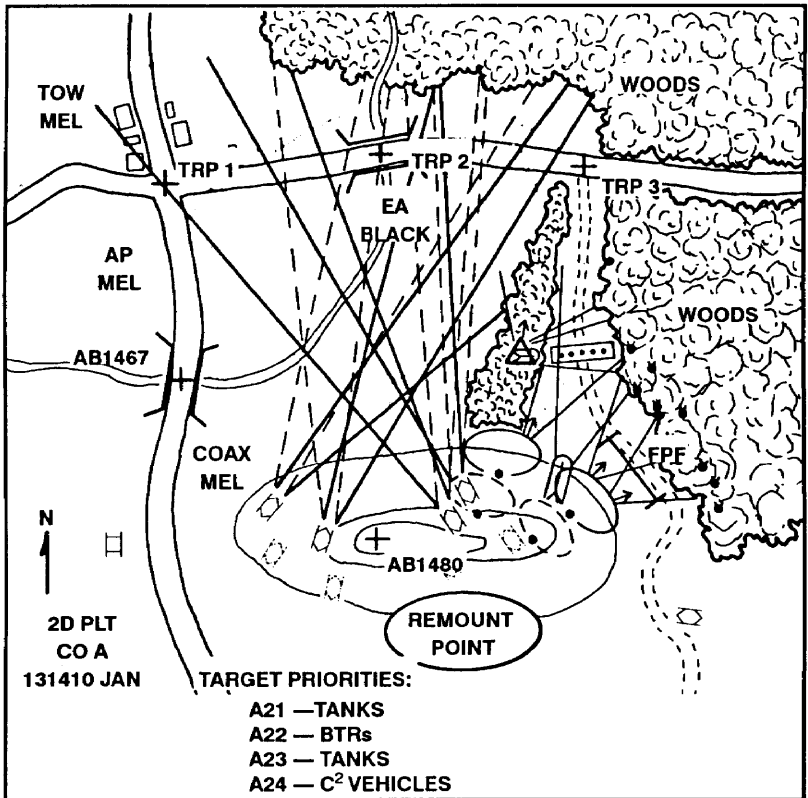 WOODS
TOW
MEL
TRP 1
TRP 2
TRP 3
EA
BLACK
AP
MEL
WOODS
AB1467
COAX
MEL
FPF
N
AB1480
2D PLT
CO A
131410 JAN
REMOUNT
POINT
TARGET PRIORITIES:
A21 —TANKS
A22 — BTRs
A23 — TANKS
A24 — C² VEHICLES